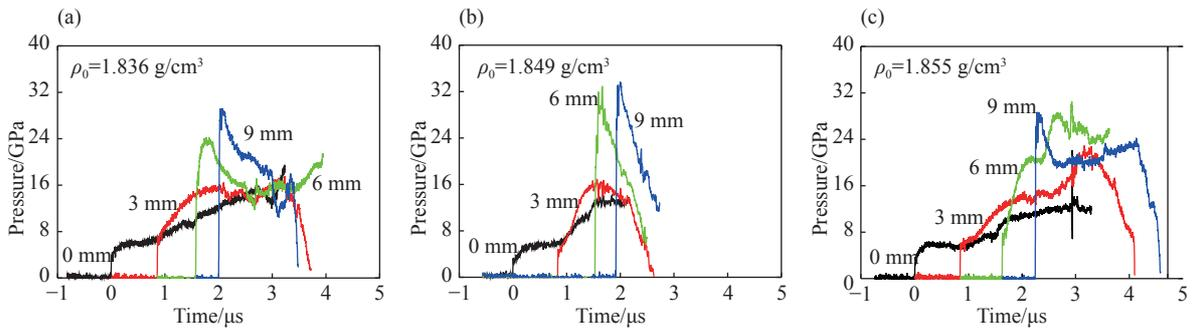 (a)
40
32
24
16
8
0
Pressure/GPa
ρ₀=1.836 g/cm³
9 mm
6 mm
3 mm
0 mm
−1 0 1 2 3 4 5
Time/μs
(b)
40
32
24
16
8
0
Pressure/GPa
ρ₀=1.849 g/cm³
6 mm
9 mm
3 mm
0 mm
−1 0 1 2 3 4 5
Time/μs
(c)
40
32
24
16
8
0
Pressure/GPa
ρ₀=1.855 g/cm³
9 mm
6 mm
3 mm
0 mm
−1 0 1 2 3 4 5
Time/μs